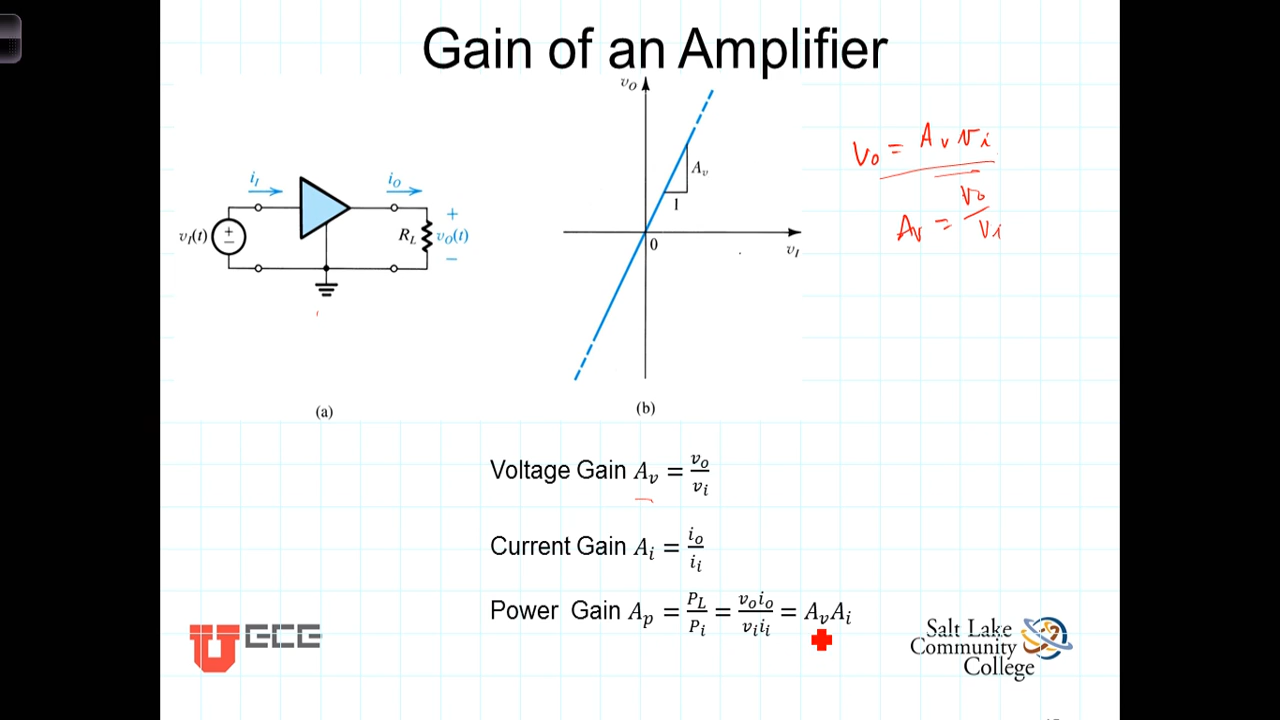 Gain of an Amplifier
v_O
i_I
i_O
v_I(t)
+
−
R_L
+
v_O(t)
−
(a)
A_v
1
0
v_I
(b)
v_o = A_v v_i
A_v = v_o / v_i
Voltage Gain A_v = v_o / v_i
Current Gain A_i = i_o / i_i
Power Gain A_p = P_L / P_i = v_o i_o / v_i i_i = A_v A_i
U ECE
Salt Lake
Community
College